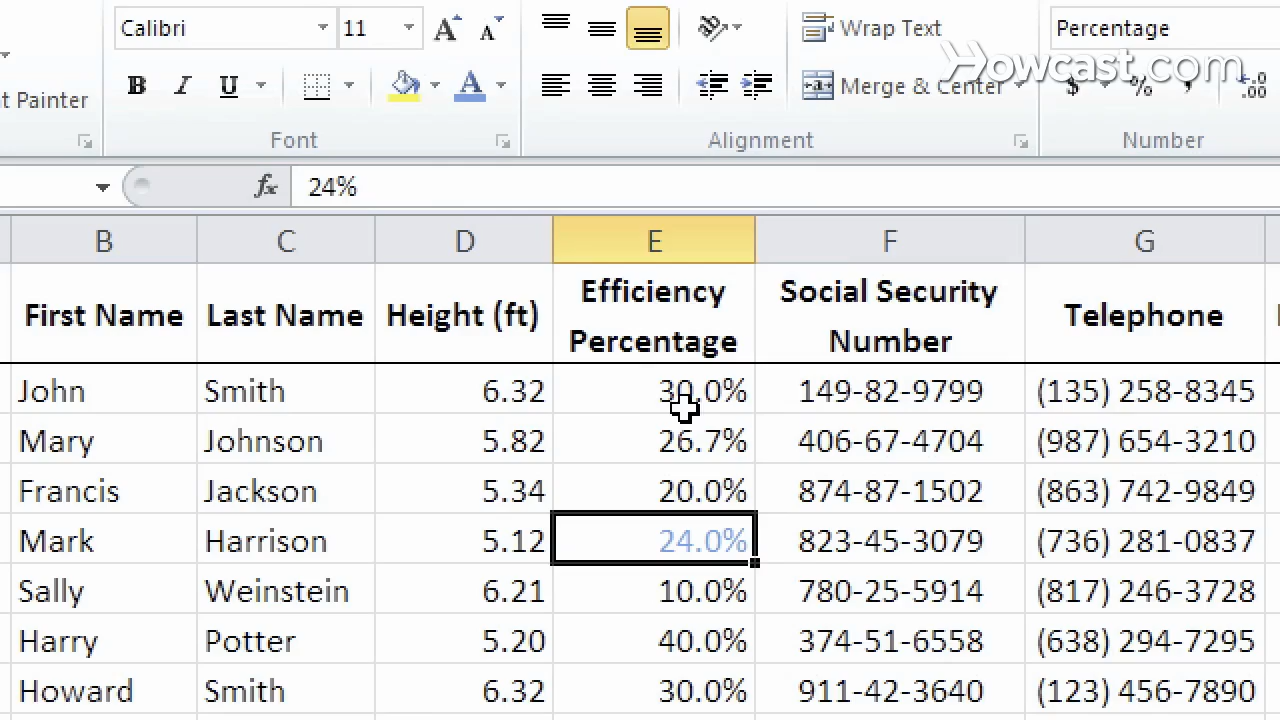 Calibri 11 A A Wrap Text Percentage
Howcast.com
t Painter B I U A Merge & Center $ % , .00
Font Alignment Number
fx 24%
B C D E F G
First Name Last Name Height (ft) Efficiency Percentage Social Security Number Telephone
John Smith 6.32 30.0% 149-82-9799 (135) 258-8345
Mary Johnson 5.82 26.7% 406-67-4704 (987) 654-3210
Francis Jackson 5.34 20.0% 874-87-1502 (863) 742-9849
Mark Harrison 5.12 24.0% 823-45-3079 (736) 281-0837
Sally Weinstein 6.21 10.0% 780-25-5914 (817) 246-3728
Harry Potter 5.20 40.0% 374-51-6558 (638) 294-7295
Howard Smith 6.32 30.0% 911-42-3640 (123) 456-7890